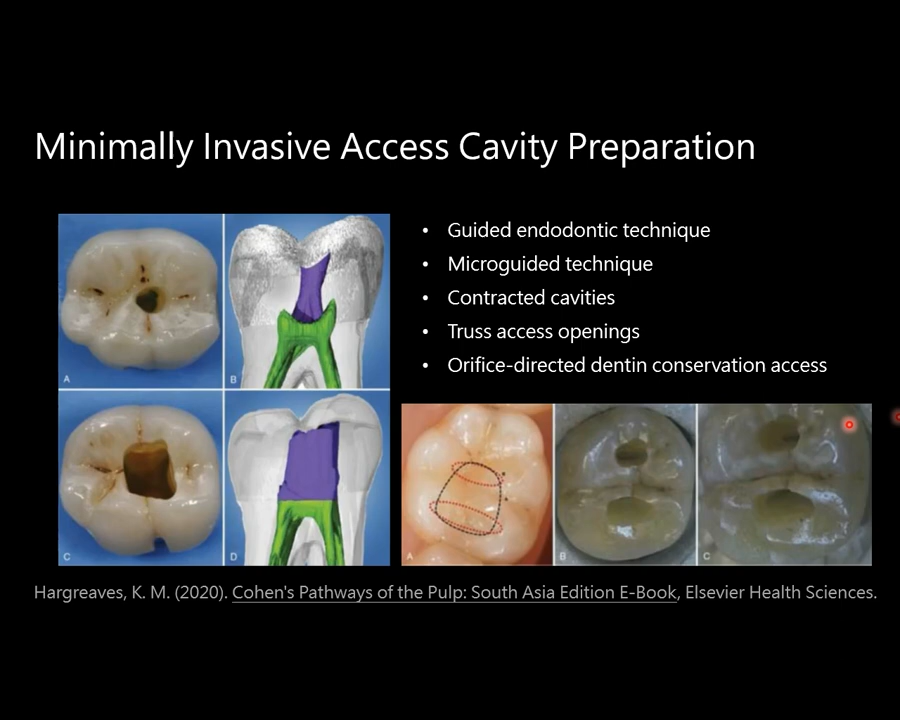 Minimally Invasive Access Cavity Preparation
• Guided endodontic technique
• Microguided technique
• Contracted cavities
• Truss access openings
• Orifice-directed dentin conservation access
A
B
C
D
A
B
C
Hargreaves, K. M. (2020). Cohen's Pathways of the Pulp: South Asia Edition E-Book, Elsevier Health Sciences.